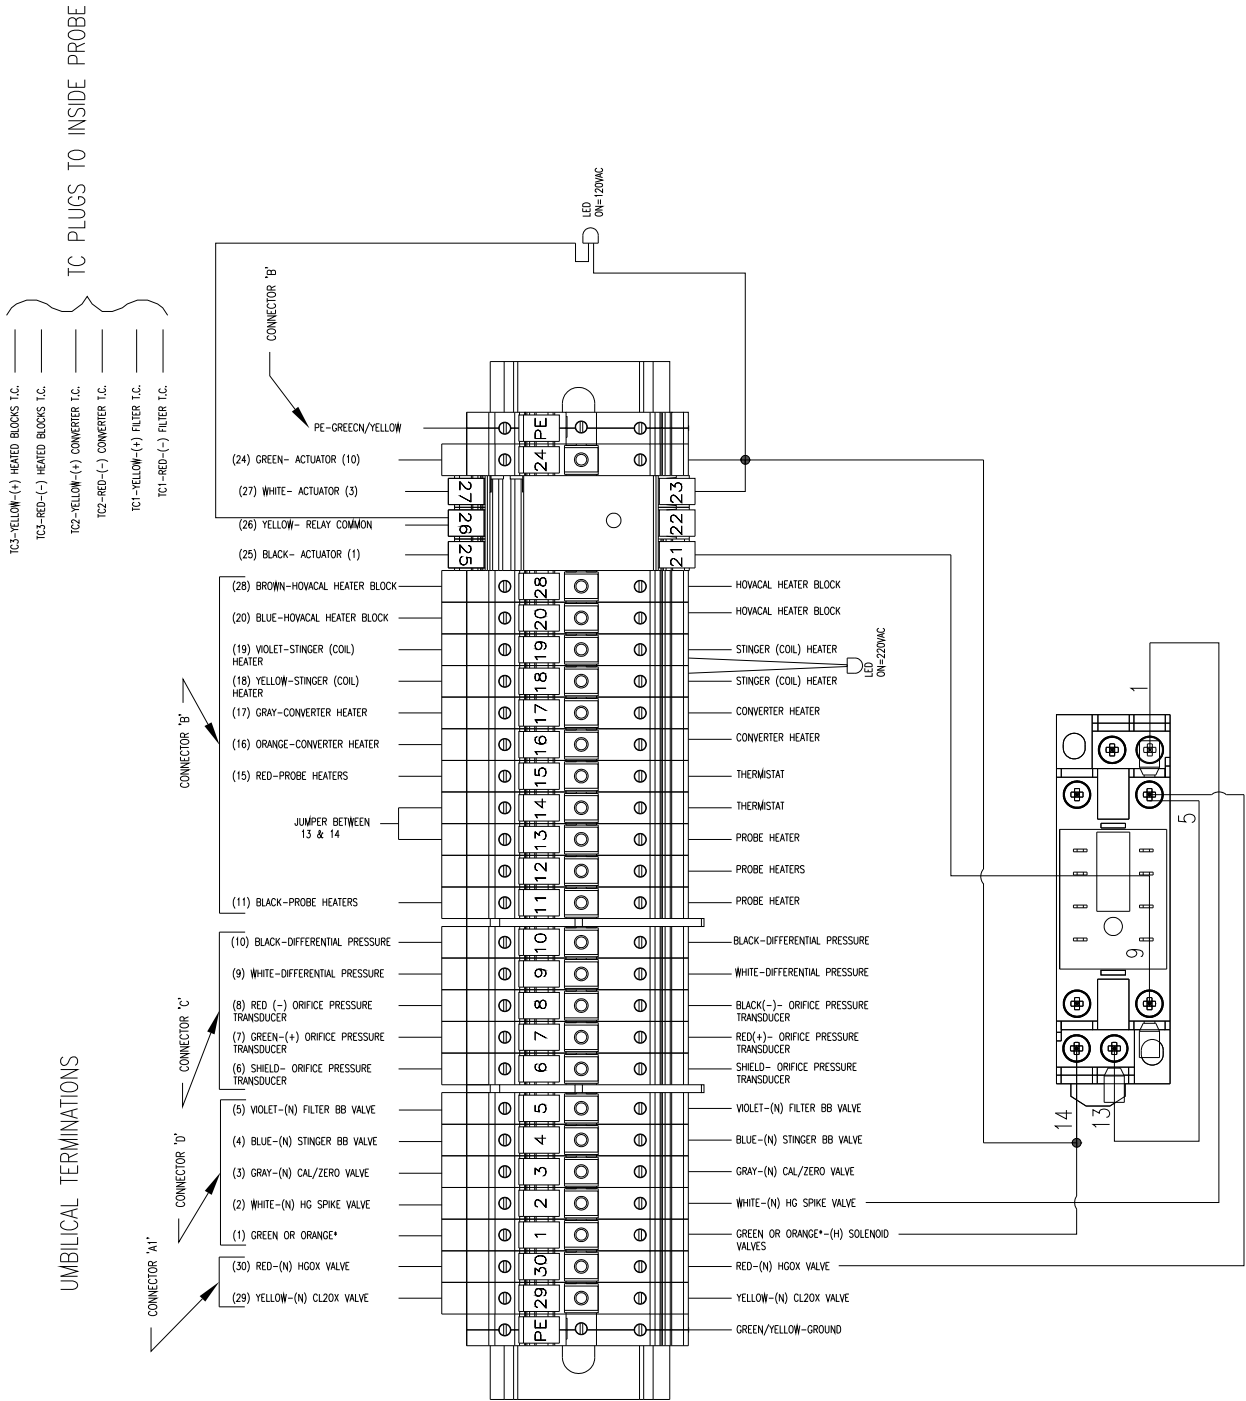 TC PLUGS TO INSIDE PROBE
TC3-YELLOW-(+) HEATED BLOCKS T.C.
TC3-RED-(-) HEATED BLOCKS T.C.
TC2-YELLOW-(+) CONVERTER T.C.
TC2-RED-(-) CONVERTER T.C.
TC1-YELLOW-(+) FILTER T.C.
TC1-RED-(-) FILTER T.C.
LED
ON=120VAC
CONNECTOR 'B'
PE-GREECN/YELLOW
(24) GREEN- ACTUATOR (10)
(27) WHITE- ACTUATOR (3)
(26) YELLOW- RELAY COMMON
(25) BLACK- ACTUATOR (1)
(28) BROWN-HOVACAL HEATER BLOCK
(20) BLUE-HOVACAL HEATER BLOCK
(19) VIOLET-STINGER (COIL)
HEATER
(18) YELLOW-STINGER (COIL)
HEATER
(17) GRAY-CONVERTER HEATER
(16) ORANGE-CONVERTER HEATER
(15) RED-PROBE HEATERS
JUMPER BETWEEN
13 & 14
(11) BLACK-PROBE HEATERS
CONNECTOR 'B'
(10) BLACK-DIFFERENTIAL PRESSURE
(9) WHITE-DIFFERENTIAL PRESSURE
(8) RED (-) ORIFICE PRESSURE
TRANSDUCER
(7) GREEN-(+) ORIFICE PRESSURE
TRANSDUCER
(6) SHIELD- ORIFICE PRESSURE
TRANSDUCER
CONNECTOR 'C'
(5) VIOLET-(N) FILTER BB VALVE
(4) BLUE-(N) STINGER BB VALVE
(3) GRAY-(N) CAL/ZERO VALVE
(2) WHITE-(N) HG SPIKE VALVE
(1) GREEN OR ORANGE*
CONNECTOR 'D'
(30) RED-(N) HGOX VALVE
(29) YELLOW-(N) CL2OX VALVE
CONNECTOR 'A1'
UMBILICAL TERMINATIONS
PE
24
27
26
25
23
22
21
28
20
19
18
17
16
15
14
13
12
11
10
9
8
7
6
5
4
3
2
1
30
29
PE
HOVACAL HEATER BLOCK
HOVACAL HEATER BLOCK
STINGER (COIL) HEATER
STINGER (COIL) HEATER
LED
ON=220VAC
CONVERTER HEATER
CONVERTER HEATER
THERMISTAT
THERMISTAT
PROBE HEATER
PROBE HEATERS
PROBE HEATER
BLACK-DIFFERENTIAL PRESSURE
WHITE-DIFFERENTIAL PRESSURE
BLACK(-)- ORIFICE PRESSURE
TRANSDUCER
RED(+)- ORIFICE PRESSURE
TRANSDUCER
SHIELD- ORIFICE PRESSURE
TRANSDUCER
VIOLET-(N) FILTER BB VALVE
BLUE-(N) STINGER BB VALVE
GRAY-(N) CAL/ZERO VALVE
WHITE-(N) HG SPIKE VALVE
GREEN OR ORANGE*-(H) SOLENOID
VALVES
RED-(N) HGOX VALVE
YELLOW-(N) CL2OX VALVE
GREEN/YELLOW-GROUND
1
5
9
14
13